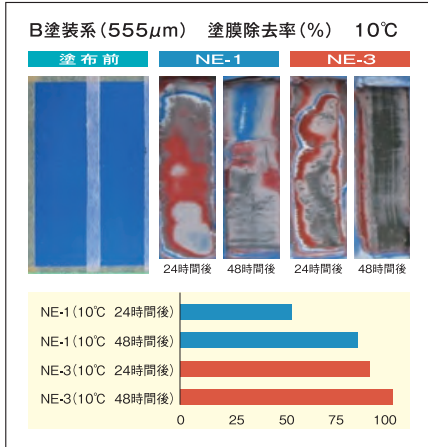 B塗装系(555μm) 塗膜除去率(%) 10℃
塗布前 NE-1 NE-3
24時間後 48時間後 24時間後 48時間後
NE-1(10℃ 24時間後)
NE-1(10℃ 48時間後)
NE-3(10℃ 24時間後)
NE-3(10℃ 48時間後)
0 25 50 75 100